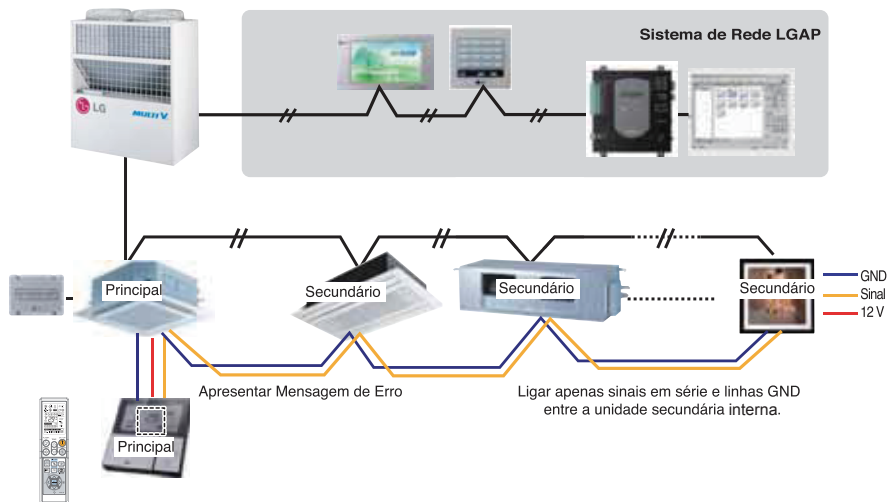 Sistema de Rede LGAP
LG
MULTI V
Principal
Secundário
Secundário
Secundário
GND
Sinal
12 V
Apresentar Mensagem de Erro
Ligar apenas sinais em série e linhas GND
entre a unidade secundária interna.
Principal